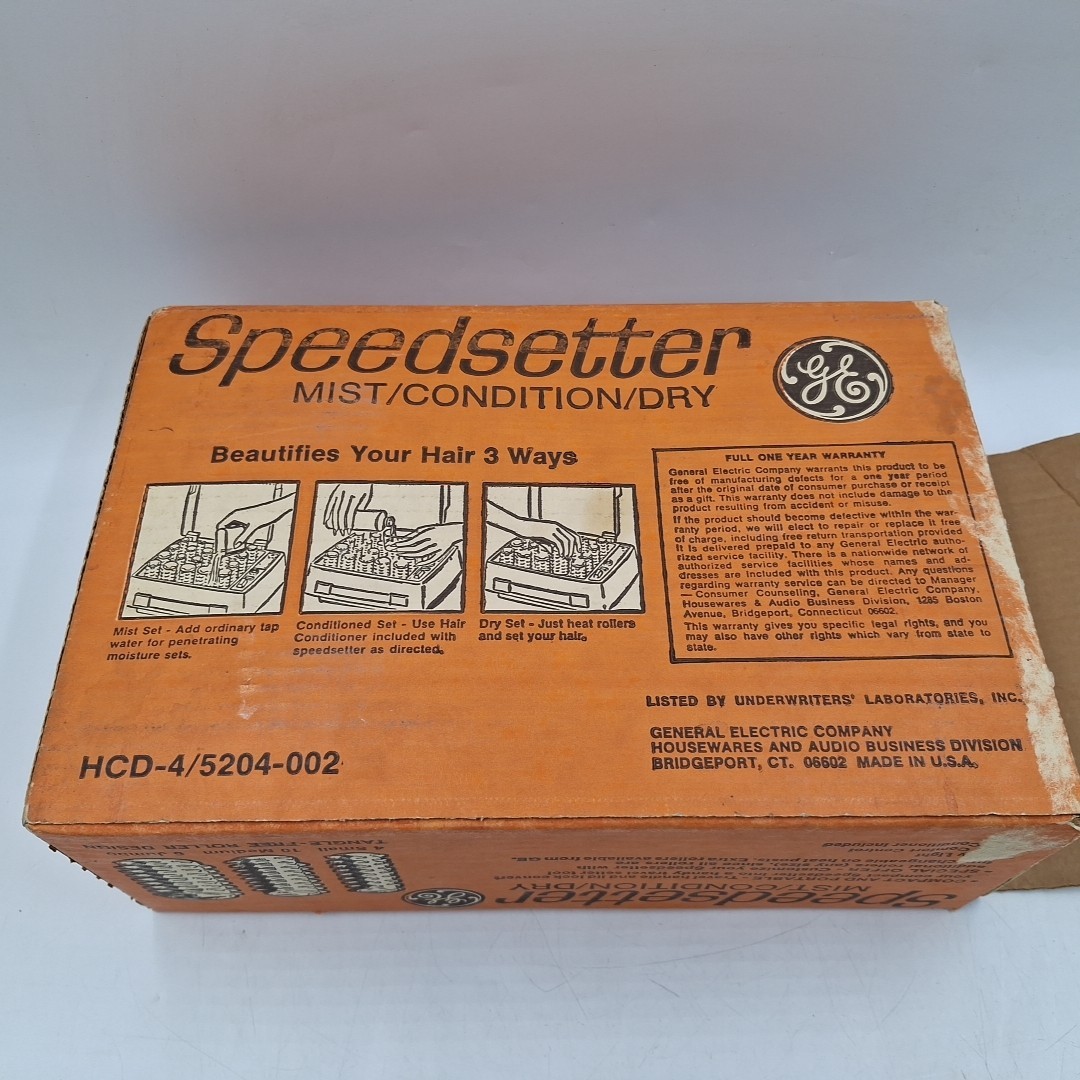 Speedsetter
MIST/CONDITION/DRY
GE
Beautifies Your Hair 3 Ways
Mist Set - Add ordinary tap
water for penetrating
moisture sets.
Conditioned Set - Use Hair
Conditioner included with
speedsetter as directed.
Dry Set - Just heat rollers
and set your hair.
FULL ONE YEAR WARRANTY
General Electric Company warrants this product to be
free of manufacturing defects for a one year period
after the original date of consumer purchase or receipt
as a gift. This warranty does not include damage to the
product resulting from accident or misuse.
If the product should become defective within the war-
ranty period, we will elect to repair or replace it free
of charge, including free return transportation provided
it is delivered prepaid to any General Electric autho-
rized service facility. There is a nationwide network of
authorized service facilities whose names and ad-
dresses are included with this product. Any questions
regarding warranty service can be directed to Manager
— Consumer Counseling, General Electric Company,
Housewares & Audio Business Division, 1285 Boston
Avenue, Bridgeport, Connecticut 06602.
This warranty gives you specific legal rights, and you
may also have other rights which vary from state to
state.
LISTED BY UNDERWRITERS' LABORATORIES, INC.
GENERAL ELECTRIC COMPANY
HOUSEWARES AND AUDIO BUSINESS DIVISION
BRIDGEPORT, CT. 06602 MADE IN U.S.A.
HCD-4/5204-002
Speedsetter
MIST/CONDITION/DRY
GE
TANGLE-FREE ROLLER DESIGN